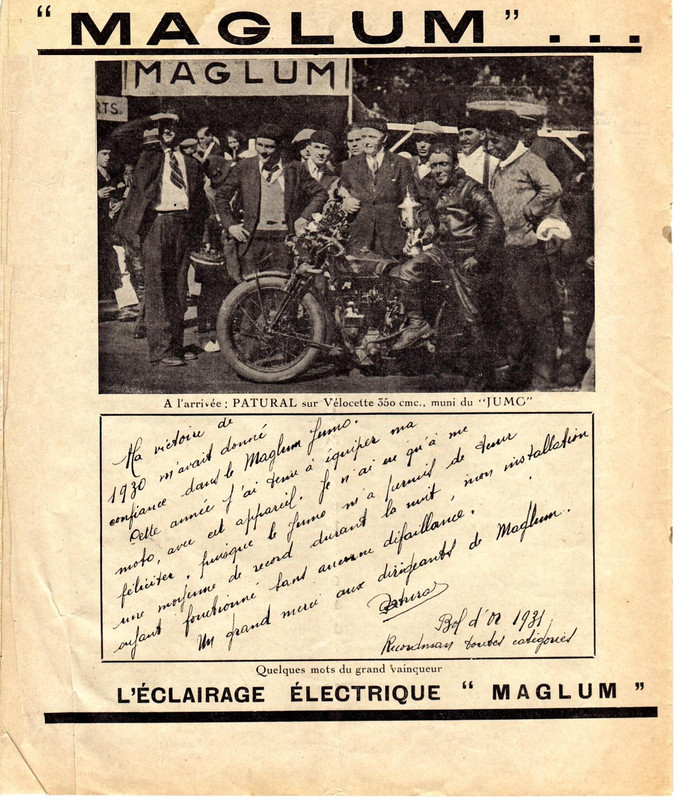 “ MAGLUM ” ...
MAGLUM
RTS.
A l'arrivée ; PATURAL sur Vélocette 350 cmc., muni du “JUMO”
Ma victoire de
1930 m'avait donné
confiance dans le Maglum Jumo.
Cette année j'ai tenu à équiper ma
moto, avec cet appareil. Je n'ai eu qu'à me
féliciter, puisque le Jumo m'a permis de tenir
une moyenne de record durant la nuit, mon installation
ayant fonctionné sans aucune défaillance.
Un grand merci aux dirigeants de Maglum.
Patural
Bol d'or 1931
Recordman toutes catégories
Quelques mots du grand vainqueur
L'ÉCLAIRAGE ÉLECTRIQUE “ MAGLUM ”